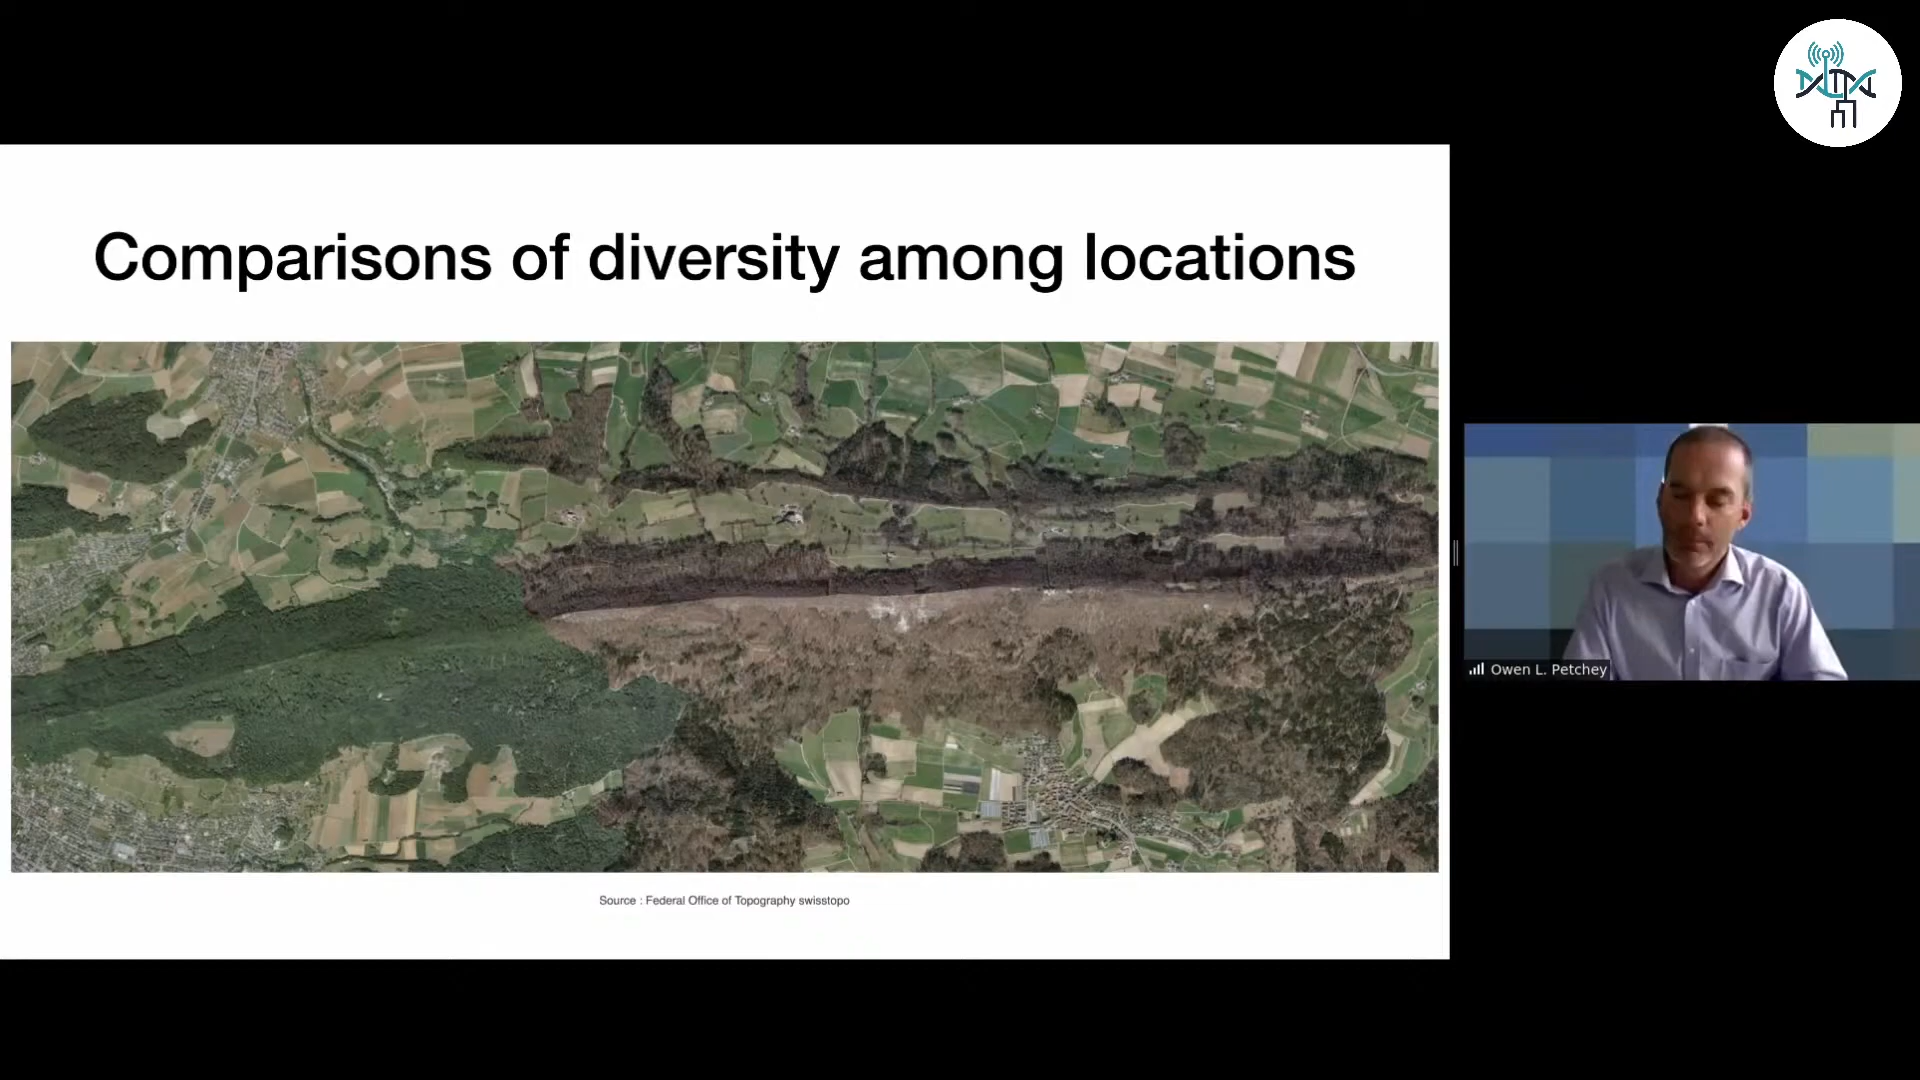 Comparisons of diversity among locations
Source : Federal Office of Topography swisstopo
Owen L. Petchey